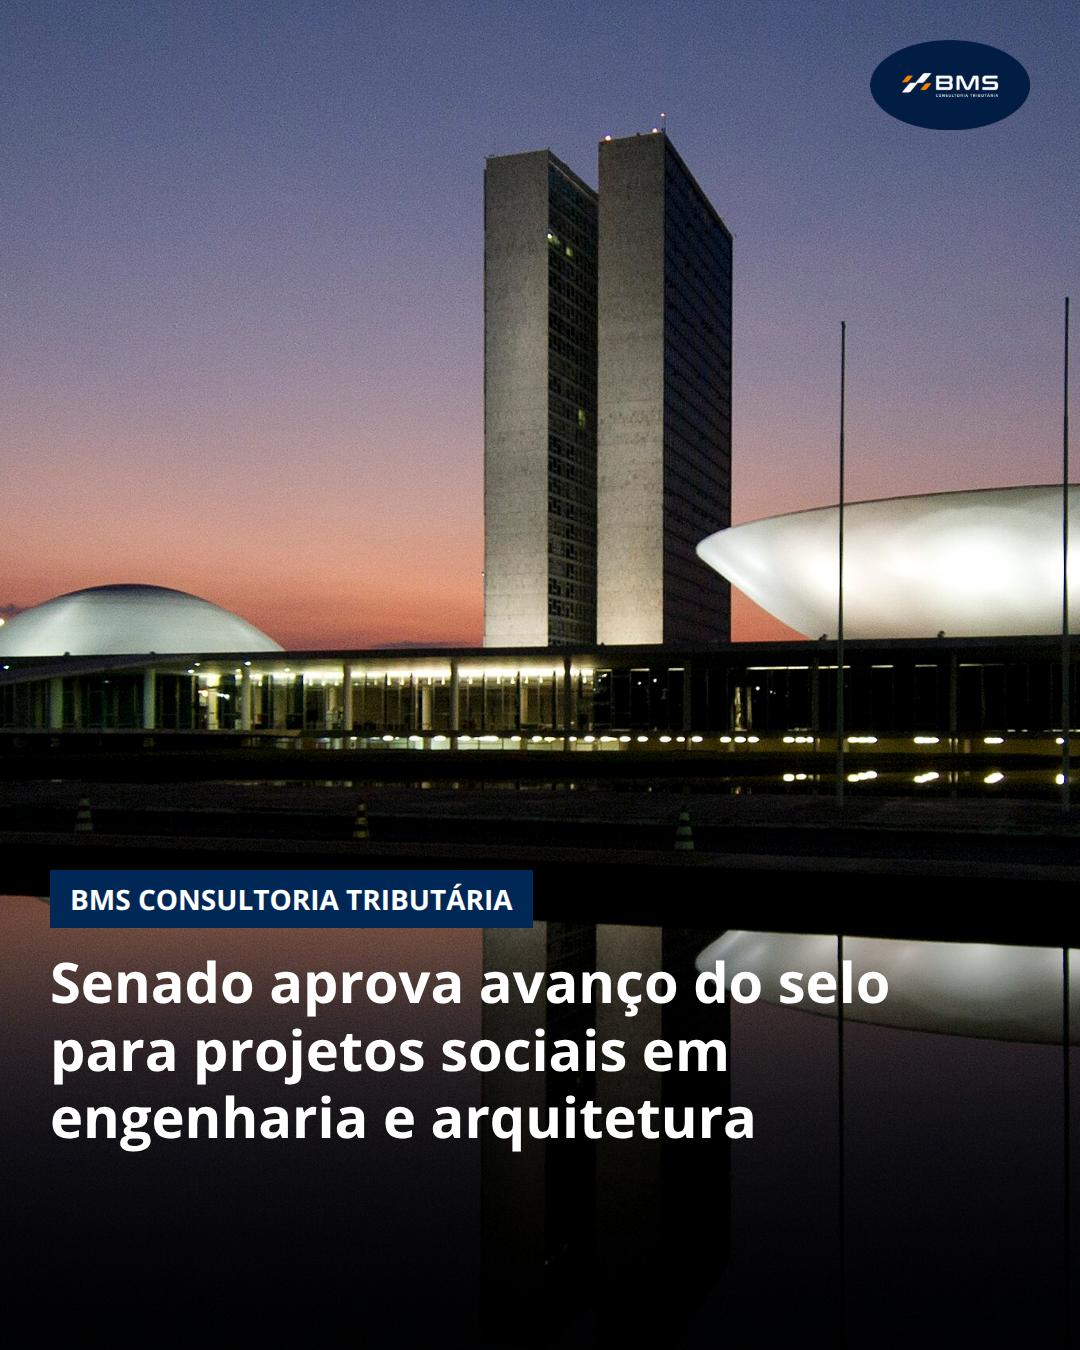 BMS
CONSULTORIA TRIBUTÁRIA
BMS CONSULTORIA TRIBUTÁRIA
Senado aprova avanço do selo
para projetos sociais em
engenharia e arquitetura